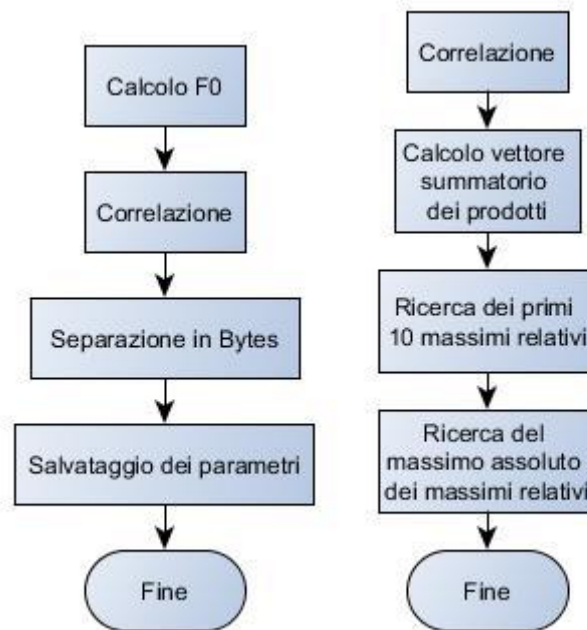 Calcolo F0
Correlazione
Separazione in Bytes
Salvataggio dei parametri
Fine
Correlazione
Calcolo vettore
summatorio
dei prodotti
Ricerca dei primi
10 massimi relativi
Ricerca del
massimo assoluto
dei massimi relativi
Fine